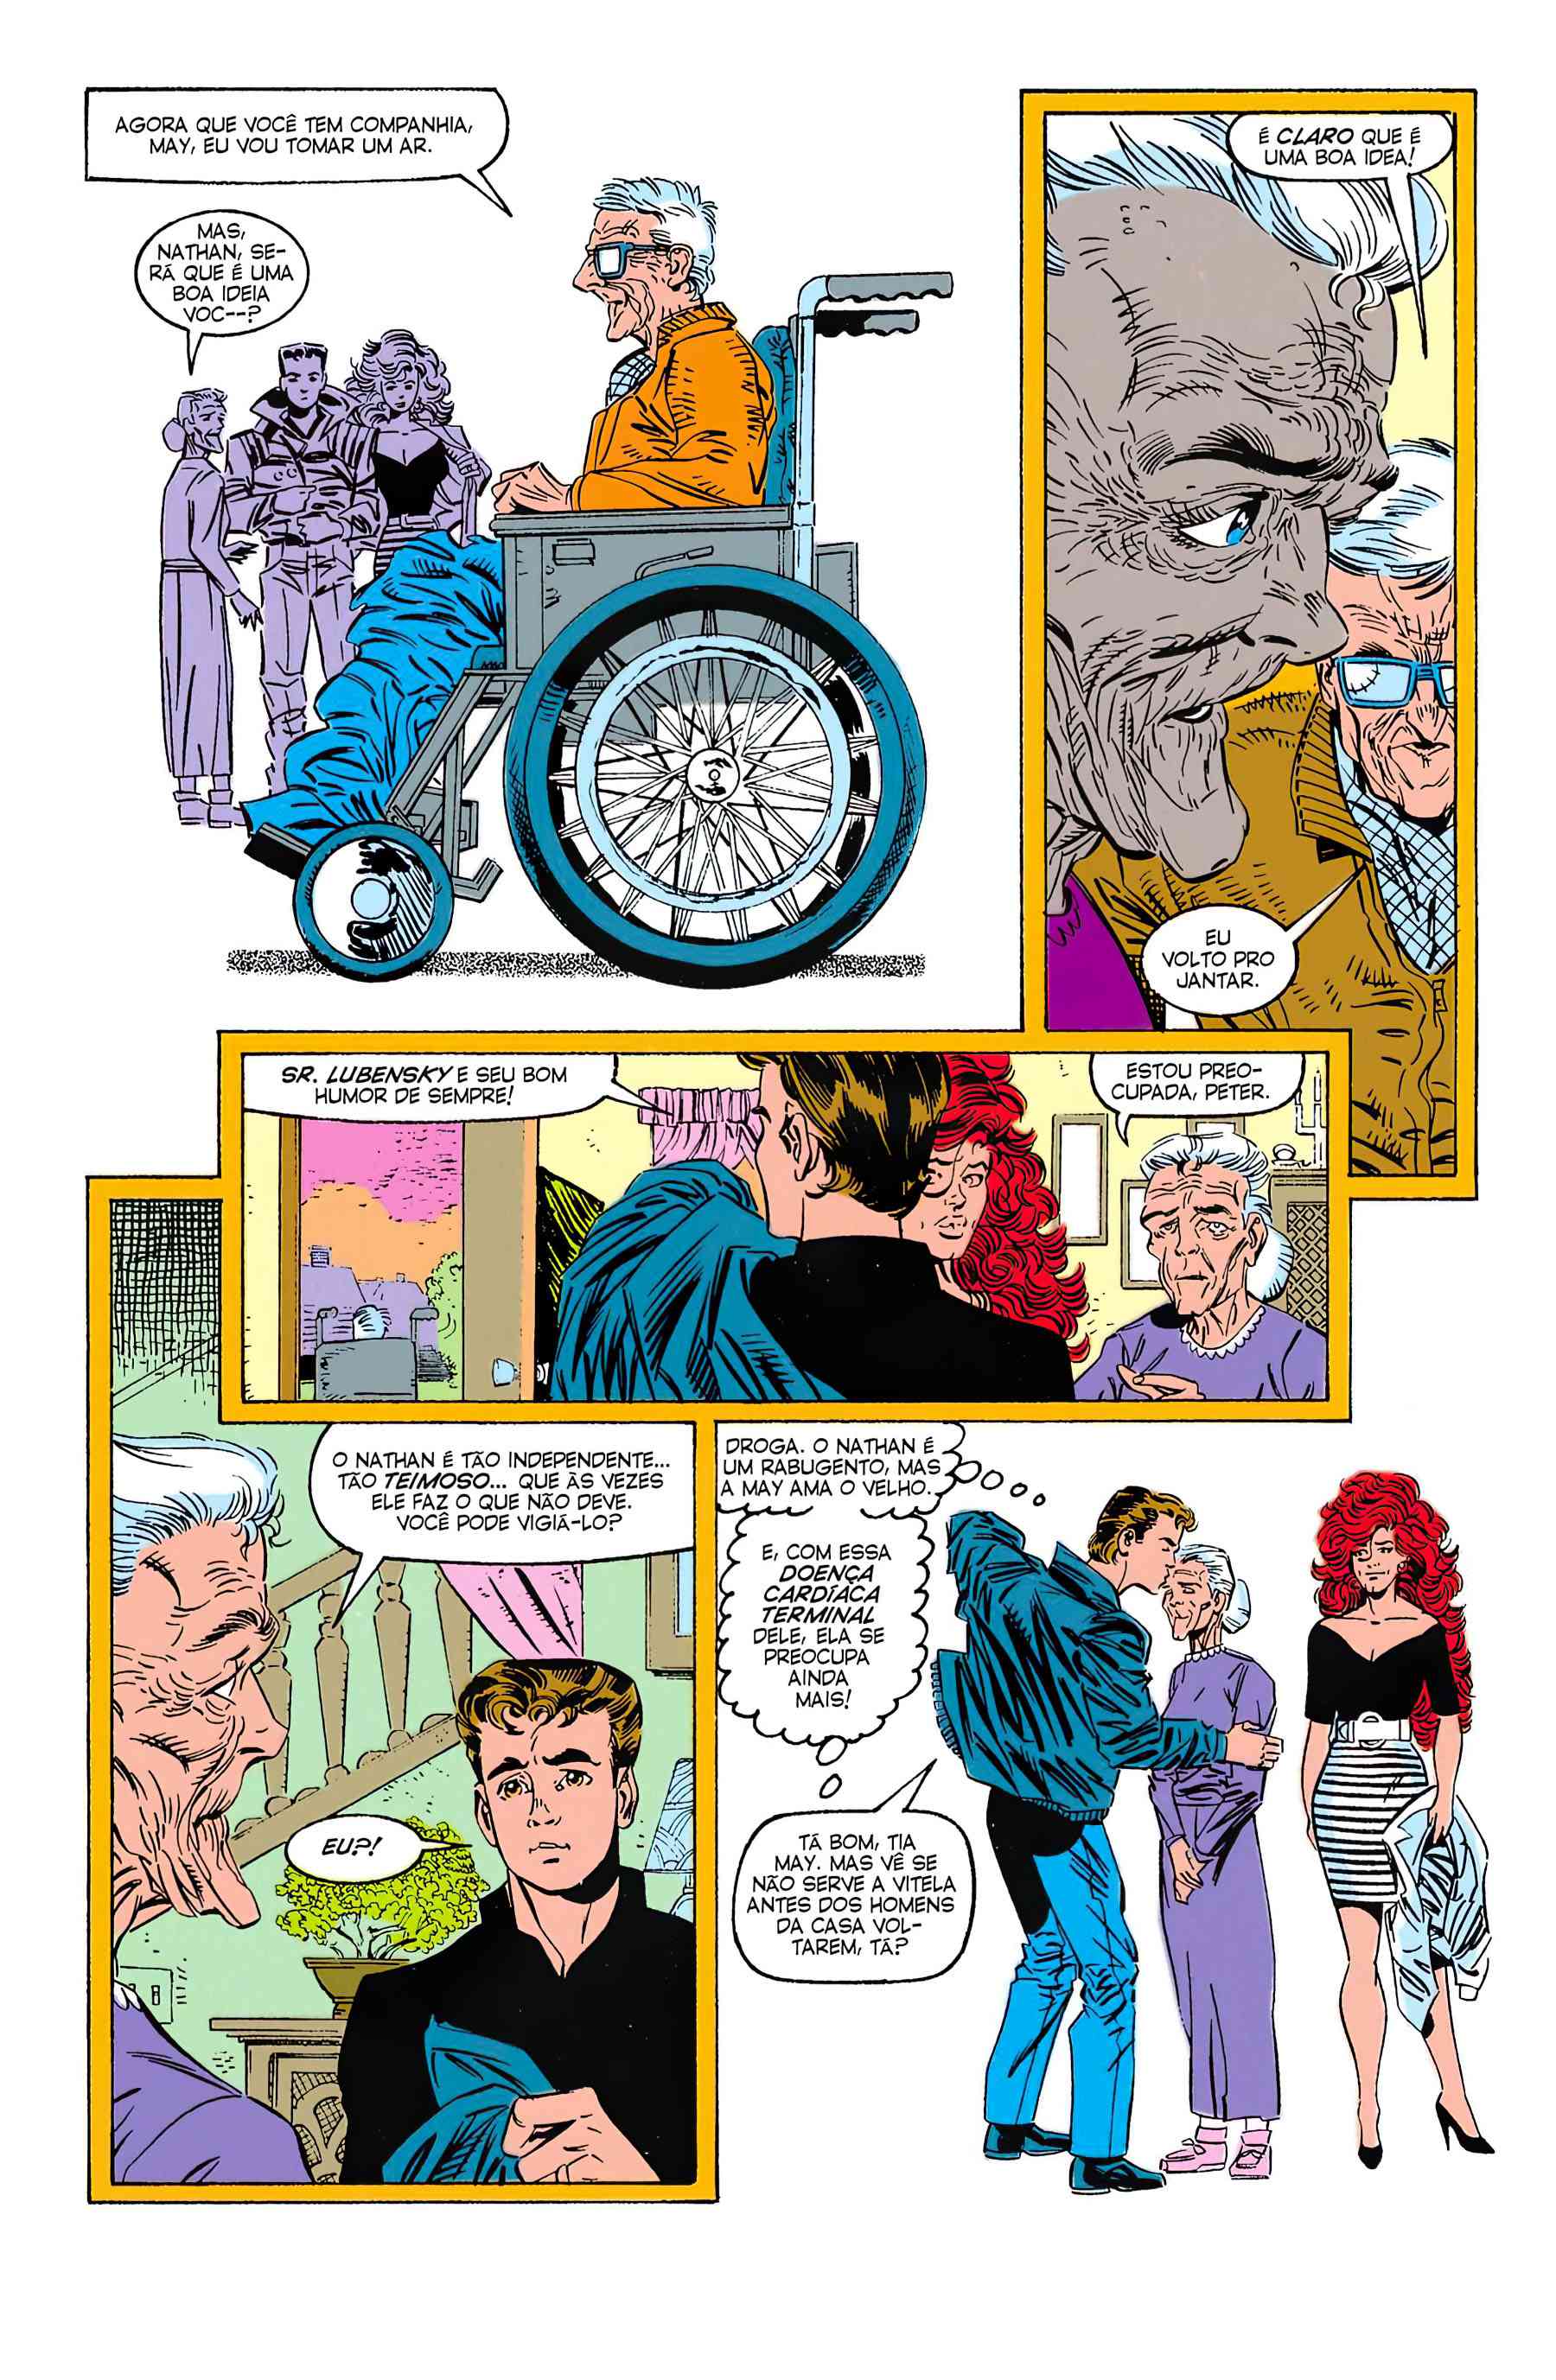 AGORA QUE VOCÊ TEM COMPANHIA,
MAY, EU VOU TOMAR UM AR.
MAS,
NATHAN, SE-
RÁ QUE É UMA
BOA IDEIA
VOC--?
É CLARO QUE É
UMA BOA IDEA!
EU
VOLTO PRO
JANTAR.
SR. LUBENSKY E SEU BOM
HUMOR DE SEMPRE!
ESTOU PREO-
CUPADA, PETER.
O NATHAN É TÃO INDEPENDENTE...
TÃO TEIMOSO... QUE ÀS VEZES
ELE FAZ O QUE NÃO DEVE.
VOCÊ PODE VIGIÁ-LO?
EU?!
DROGA. O NATHAN É
UM RABUGENTO, MAS
A MAY AMA O VELHO.
E, COM ESSA
DOENÇA
CARDÍACA
TERMINAL
DELE, ELA SE
PREOCUPA
AINDA
MAIS!
TÁ BOM, TIA
MAY. MAS VÊ SE
NÃO SERVE A VITELA
ANTES DOS HOMENS
DA CASA VOL-
TAREM, TÁ?